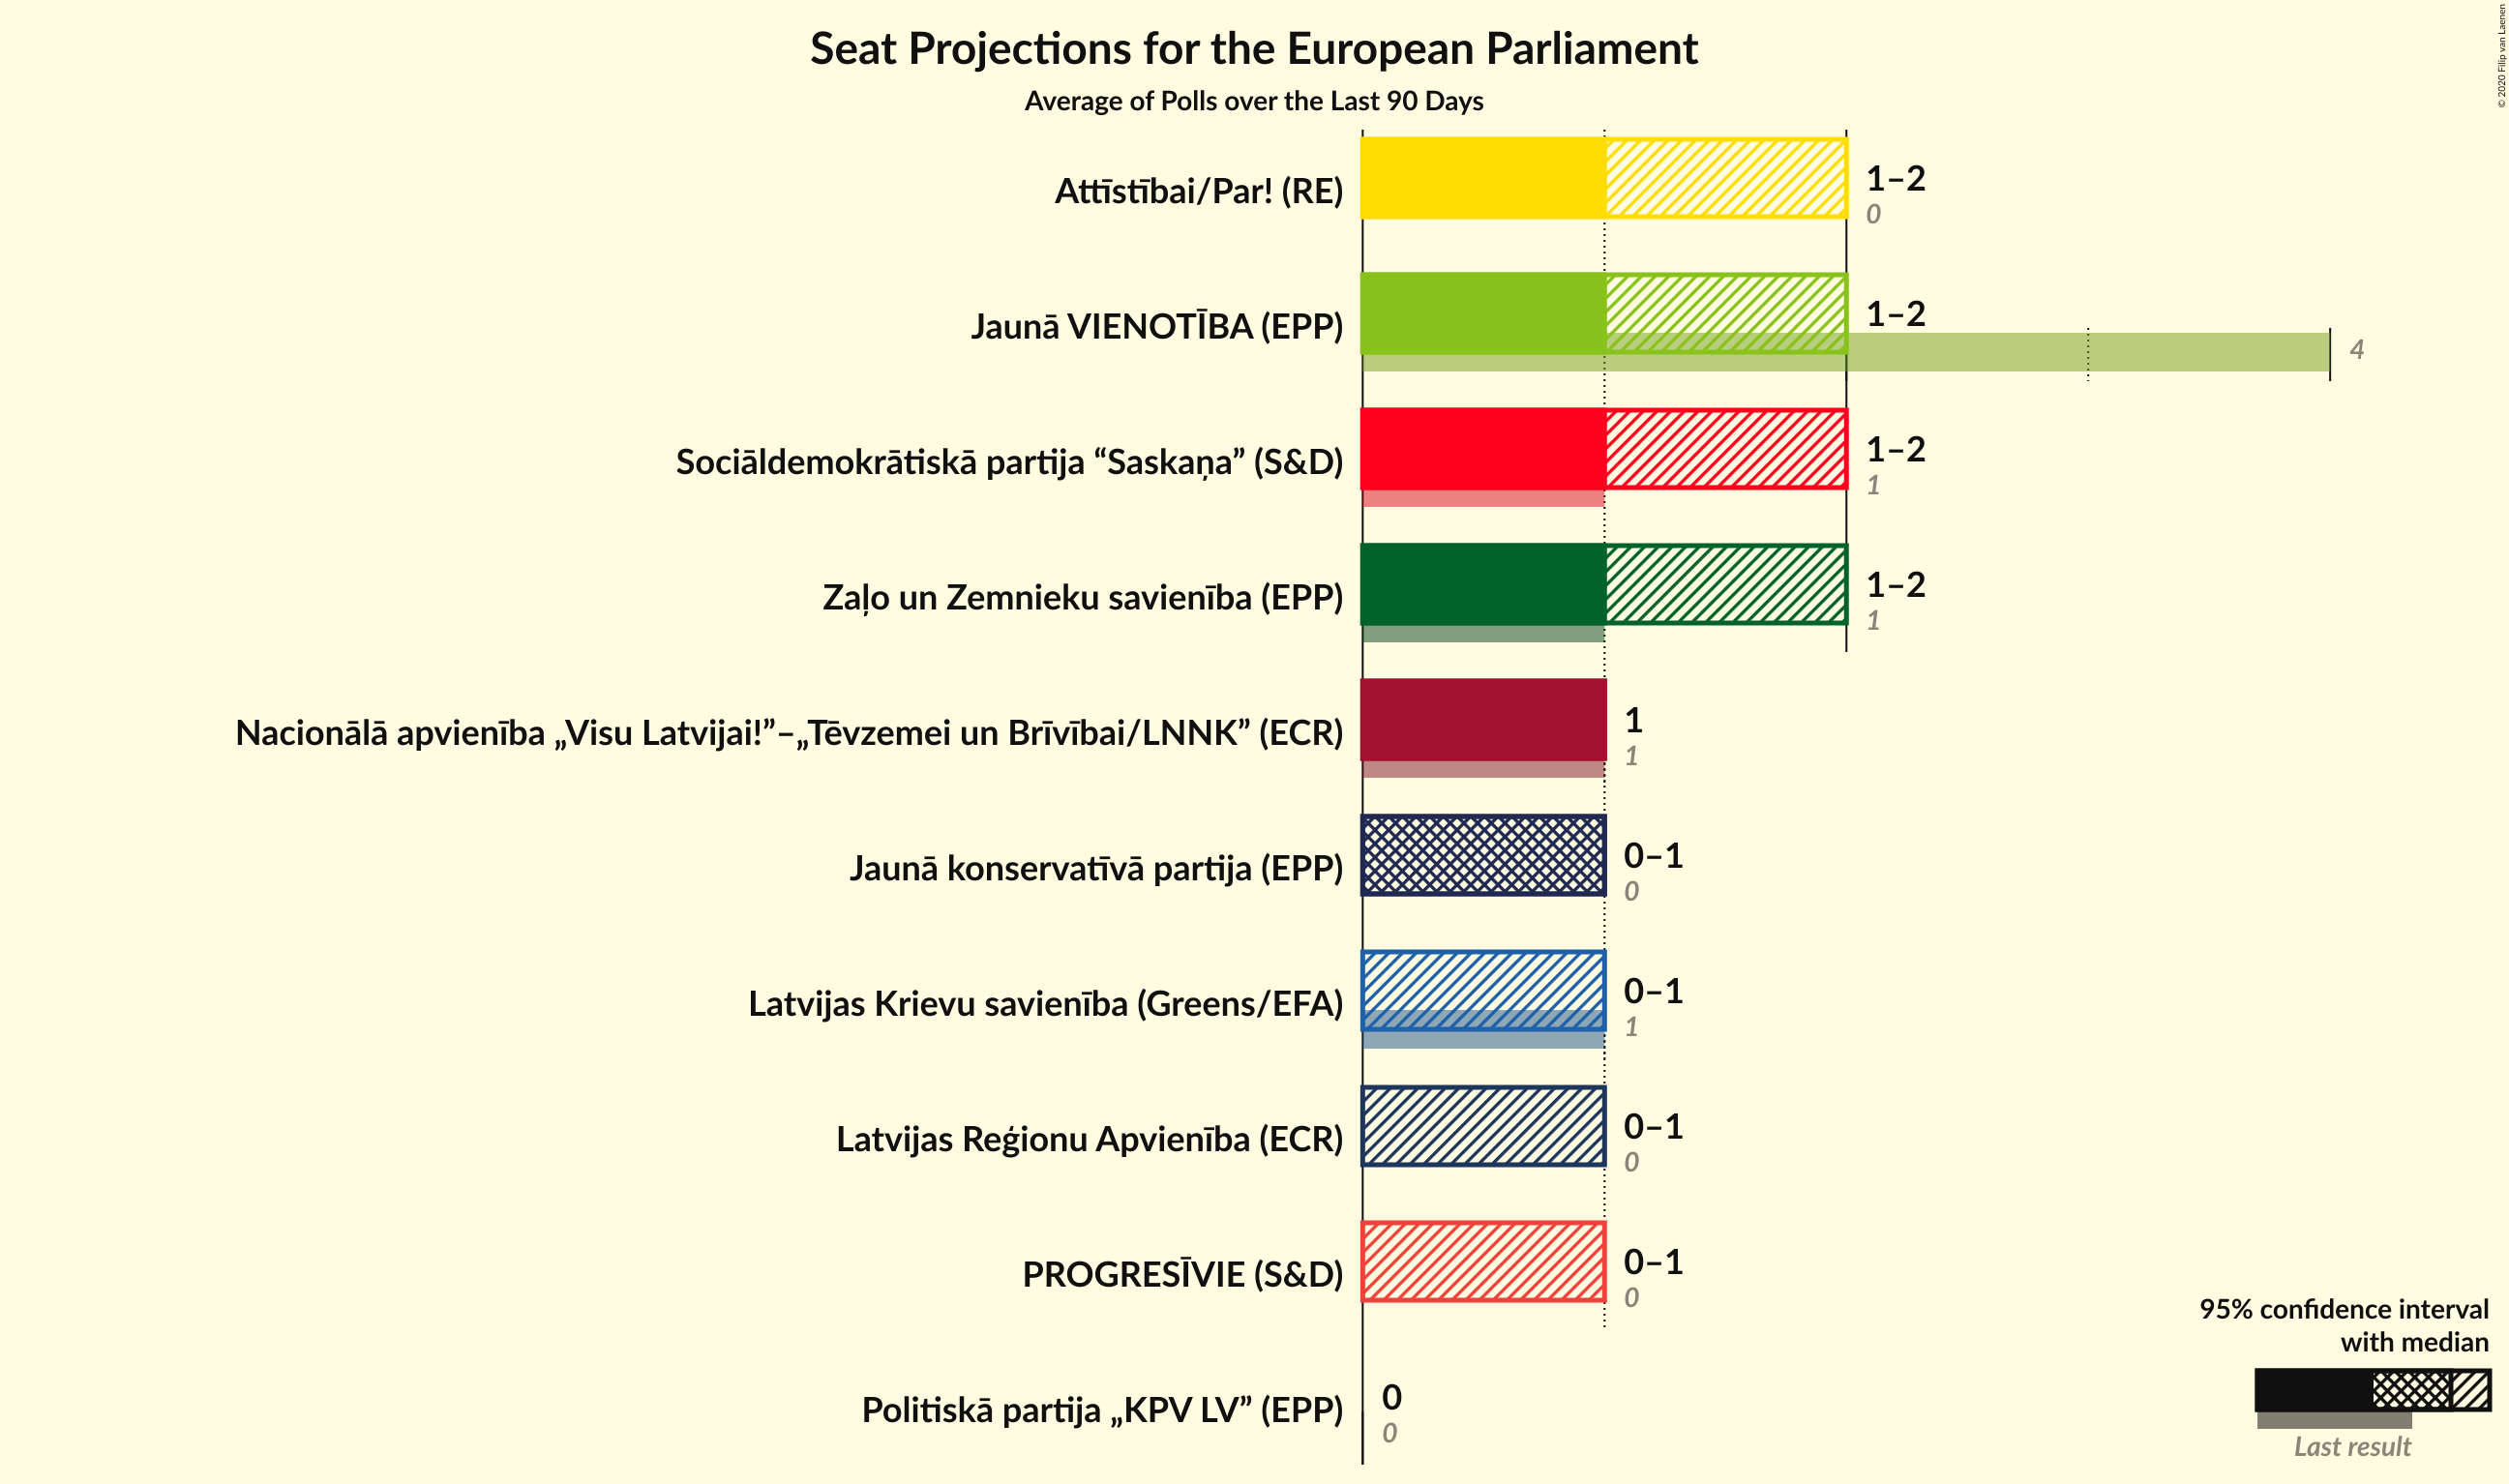 Seat Projections for the European Parliament
Average of Polls over the Last 90 Days
© 2020 Filip van Laenen
Attīstībai/Par! (RE)
1–2
0
Jaunā VIENOTĪBA (EPP)
1–2
4
Sociāldemokrātiskā partija “Saskaņa” (S&D)
1–2
1
Zaļo un Zemnieku savienība (EPP)
1–2
1
Nacionālā apvienība „Visu Latvijai!”–„Tēvzemei un Brīvībai/LNNK” (ECR)
1
1
Jaunā konservatīvā partija (EPP)
0–1
0
Latvijas Krievu savienība (Greens/EFA)
0–1
1
Latvijas Reģionu Apvienība (ECR)
0–1
0
PROGRESĪVIE (S&D)
0–1
0
Politiskā partija „KPV LV” (EPP)
0
0
95% confidence interval
with median
Last result